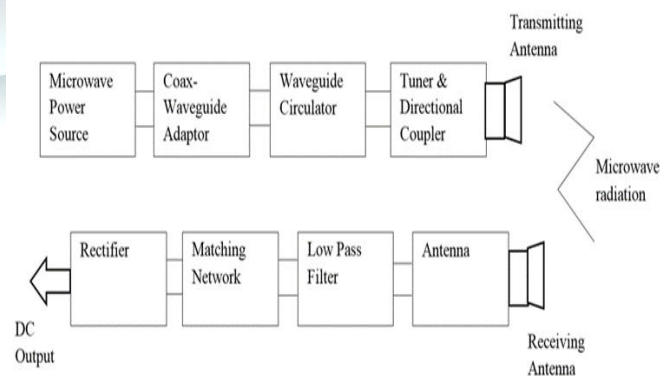 Transmitting
Antenna
Microwave
Power
Source
Coax-
Waveguide
Adaptor
Waveguide
Circulator
Tuner &
Directional
Coupler
Microwave
radiation
Rectifier
Matching
Network
Low Pass
Filter
Antenna
DC
Output
Receiving
Antenna